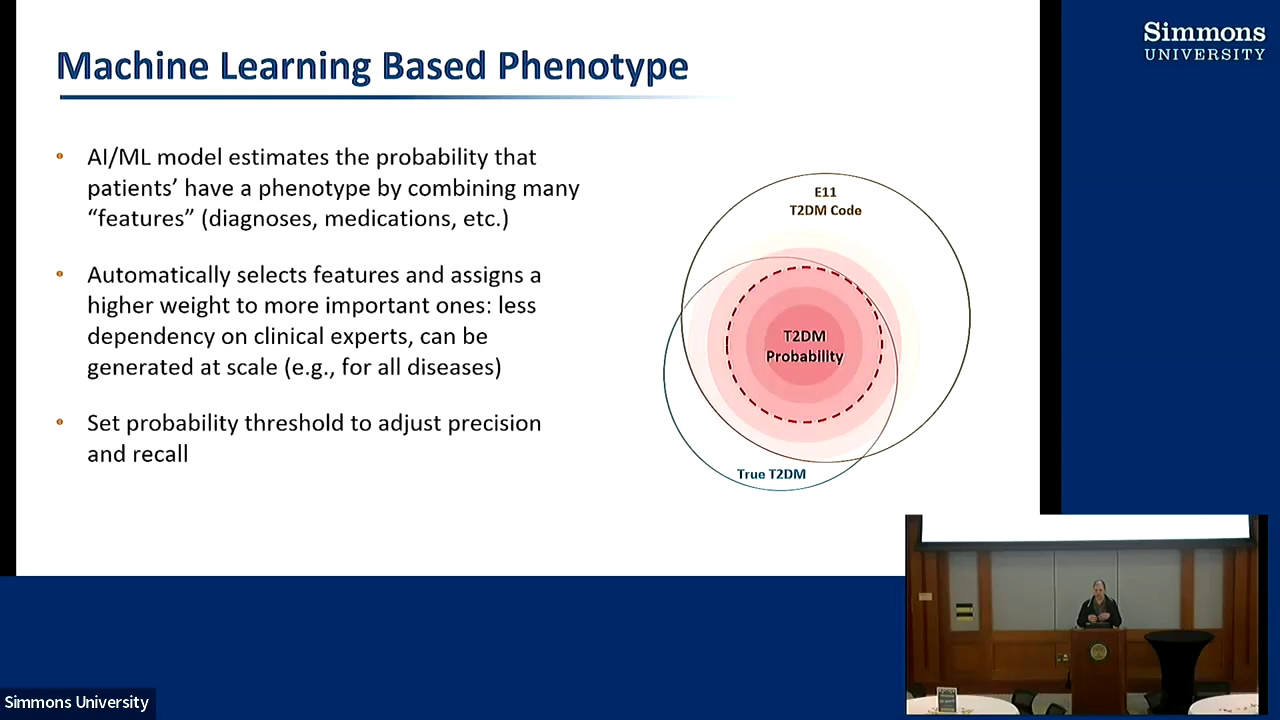 Machine Learning Based Phenotype
Simmons
UNIVERSITY
• AI/ML model estimates the probability that
patients’ have a phenotype by combining many
“features” (diagnoses, medications, etc.)
• Automatically selects features and assigns a
higher weight to more important ones: less
dependency on clinical experts, can be
generated at scale (e.g., for all diseases)
• Set probability threshold to adjust precision
and recall
E11
T2DM Code
T2DM
Probability
True T2DM
Simmons University